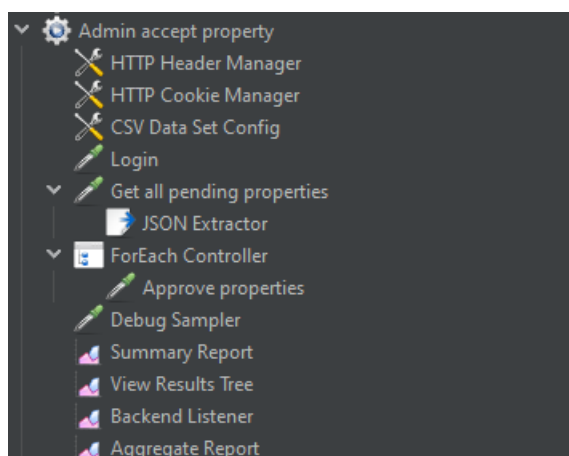 Admin accept property
HTTP Header Manager
HTTP Cookie Manager
CSV Data Set Config
Login
Get all pending properties
JSON Extractor
ForEach Controller
Approve properties
Debug Sampler
Summary Report
View Results Tree
Backend Listener
Aggregate Report